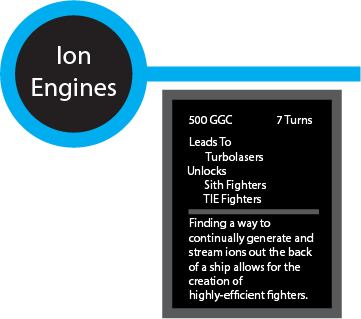 Ion
Engines
500 GGC 7 Turns
Leads To
Turbolasers
Unlocks
Sith Fighters
TIE Fighters
Finding a way to
continually generate and
stream ions out the back
of a ship allows for the
creation of
highly-efficient fighters.